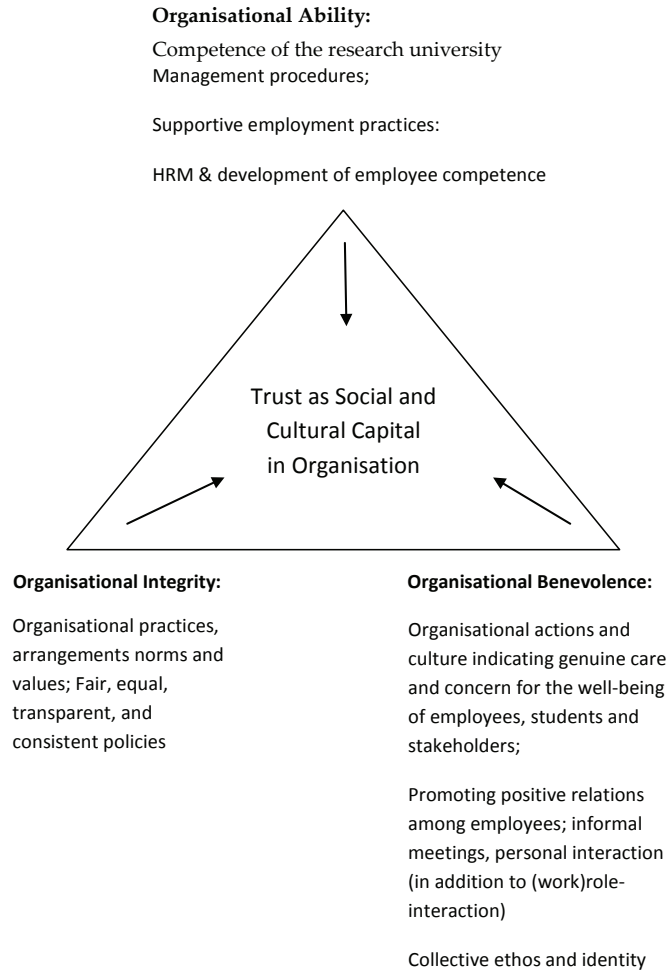 Organisational Ability:
Competence of the research university
Management procedures;
Supportive employment practices:
HRM & development of employee competence
Trust as Social and
Cultural Capital
in Organisation
Organisational Integrity:
Organisational practices,
arrangements norms and
values; Fair, equal,
transparent, and
consistent policies
Organisational Benevolence:
Organisational actions and
culture indicating genuine care
and concern for the well-being
of employees, students and
stakeholders;
Promoting positive relations
among employees; informal
meetings, personal interaction
(in addition to (work)role-
interaction)
Collective ethos and identity